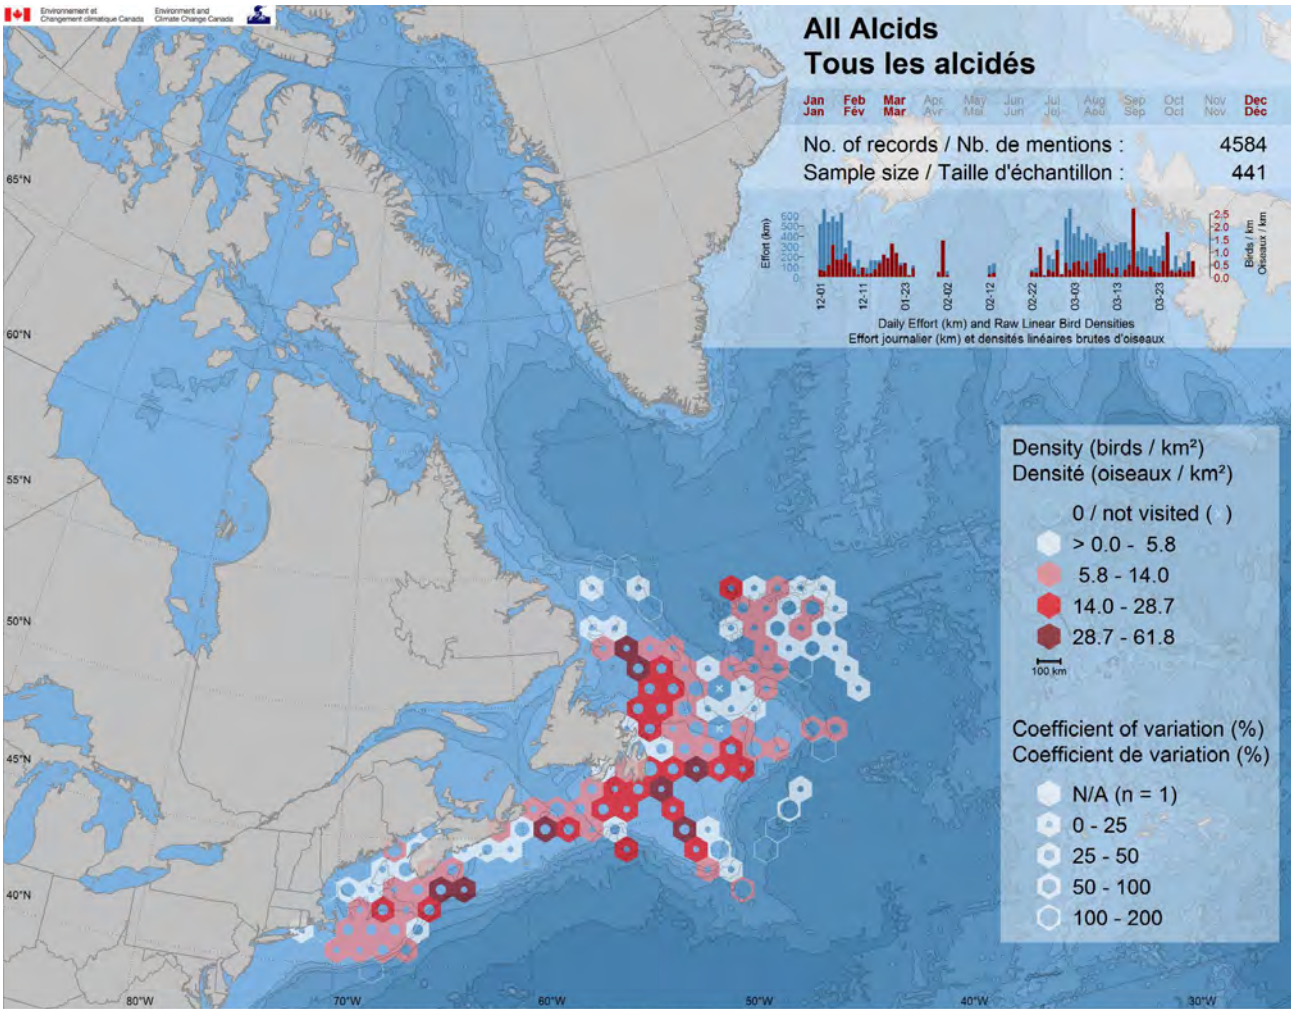 Environnement et
Changement climatique Canada
Environment and
Climate Change Canada
All Alcids
Tous les alcidés
Jan Feb Mar Apr May Jun Jul Aug Sep Oct Nov Dec
Jan Fév Mar Avr Mai Jun Jul Aoû Sep Oct Nov Déc
No. of records / Nb. de mentions : 4584
Sample size / Taille d'échantillon : 441
Effort (km)
600
500
400
300
200
100
0
2.5
2.0
1.5
1.0
0.5
0.0
Birds / km
Oiseaux / km
12-01 12-11 01-23 02-02 02-12 02-22 03-03 03-13 03-23
Daily Effort (km) and Raw Linear Bird Densities
Effort journalier (km) et densités linéaires brutes d'oiseaux
65°N
60°N
55°N
50°N
45°N
40°N
80°W 70°W 60°W 50°W 40°W 30°W
Density (birds / km²)
Densité (oiseaux / km²)
0 / not visited ( )
> 0.0 - 5.8
5.8 - 14.0
14.0 - 28.7
28.7 - 61.8
100 km
Coefficient of variation (%)
Coefficient de variation (%)
N/A (n = 1)
0 - 25
25 - 50
50 - 100
100 - 200